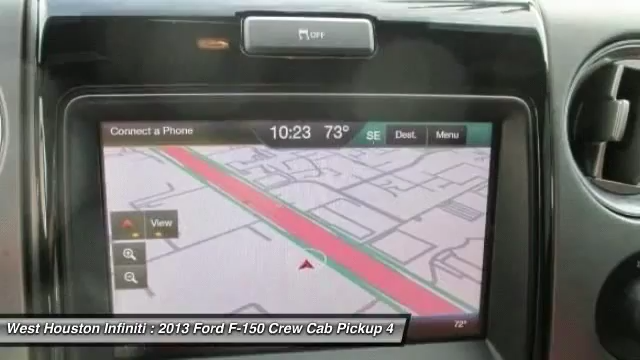 OFF
Connect a Phone 10:23 73° SE Dest. Menu
View
72°
West Houston Infiniti : 2013 Ford F-150 Crew Cab Pickup 4